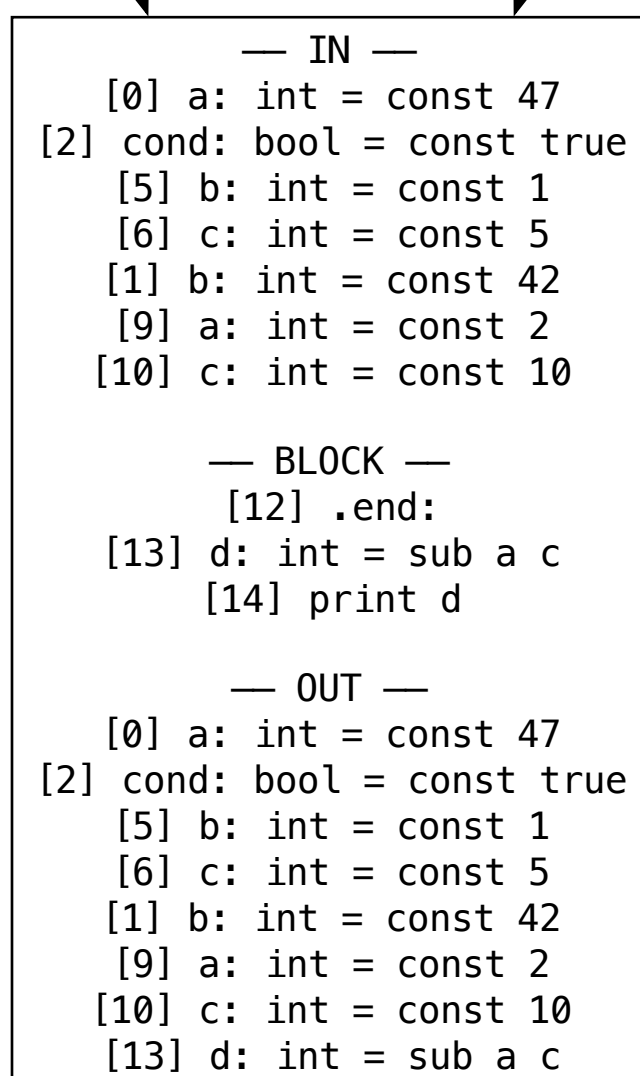 — IN —
[0] a: int = const 47
[2] cond: bool = const true
[5] b: int = const 1
[6] c: int = const 5
[1] b: int = const 42
[9] a: int = const 2
[10] c: int = const 10
— BLOCK —
[12] .end:
[13] d: int = sub a c
[14] print d
— OUT —
[0] a: int = const 47
[2] cond: bool = const true
[5] b: int = const 1
[6] c: int = const 5
[1] b: int = const 42
[9] a: int = const 2
[10] c: int = const 10
[13] d: int = sub a c